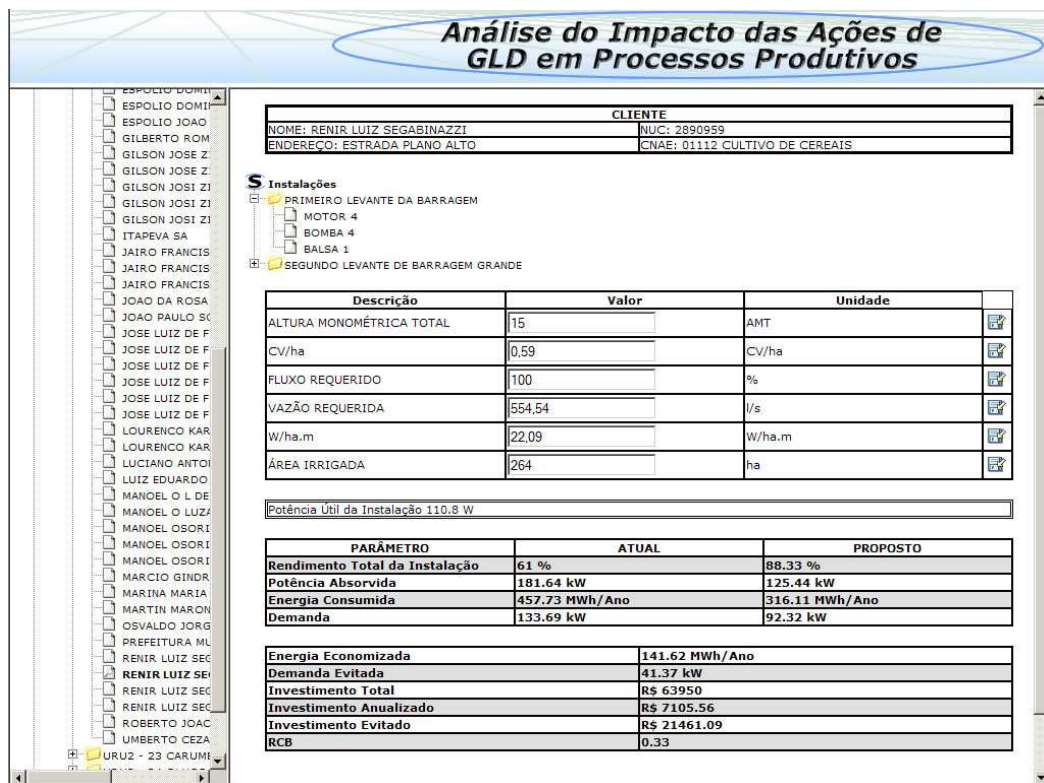 Análise do Impacto das Ações de
GLD em Processos Produtivos
ESPOLIO DOMI
ESPOLIO DOMI
ESPOLIO JOAO
GILBERTO ROM
GILSON JOSE Z
GILSON JOSE Z
GILSON JOSI ZI
GILSON JOSI ZI
GILSON JOSI ZI
ITAPEVA SA
JAIRO FRANCIS
JAIRO FRANCIS
JAIRO FRANCIS
JOAO DA ROSA
JOAO PAULO SO
JOSE LUIZ DE F
JOSE LUIZ DE F
JOSE LUIZ DE F
JOSE LUIZ DE F
JOSE LUIZ DE F
JOSE LUIZ DE F
LOURENCO KAR
LOURENCO KAR
LUCIANO ANTO
LUIZ EDUARDO
MANOEL O L DE
MANOEL O LUZA
MANOEL OSORI
MANOEL OSORI
MANOEL OSORI
MARCIO GINDR
MARINA MARIA
MARTIN MARON
OSVALDO JORG
PREFEITURA MU
RENIR LUIZ SEG
RENIR LUIZ SE
RENIR LUIZ SEG
RENIR LUIZ SEG
ROBERTO JOAC
UMBERTO CEZA
URU2 - 23 CARUME
CLIENTE
NOME: RENIR LUIZ SEGABINAZZI NUC: 2890959
ENDEREÇO: ESTRADA PLANO ALTO CNAE: 01112 CULTIVO DE CEREAIS
S Instalações
PRIMEIRO LEVANTE DA BARRAGEM
MOTOR 4
BOMBA 4
BALSA 1
SEGUNDO LEVANTE DE BARRAGEM GRANDE
Descrição Valor Unidade
ALTURA MONOMÉTRICA TOTAL 15 AMT
CV/ha 0,59 CV/ha
FLUXO REQUERIDO 100 %
VAZÃO REQUERIDA 554,54 l/s
W/ha.m 22,09 W/ha.m
ÁREA IRRIGADA 264 ha
Potência Útil da Instalação 110.8 W
PARÂMETRO ATUAL PROPOSTO
Rendimento Total da Instalação 61 % 88.33 %
Potência Absorvida 181.64 kW 125.44 kW
Energia Consumida 457.73 MWh/Ano 316.11 MWh/Ano
Demanda 133.69 kW 92.32 kW
Energia Economizada 141.62 MWh/Ano
Demanda Evitada 41.37 kW
Investimento Total R$ 63950
Investimento Anualizado R$ 7105.56
Investimento Evitado R$ 21461.09
RCB 0.33